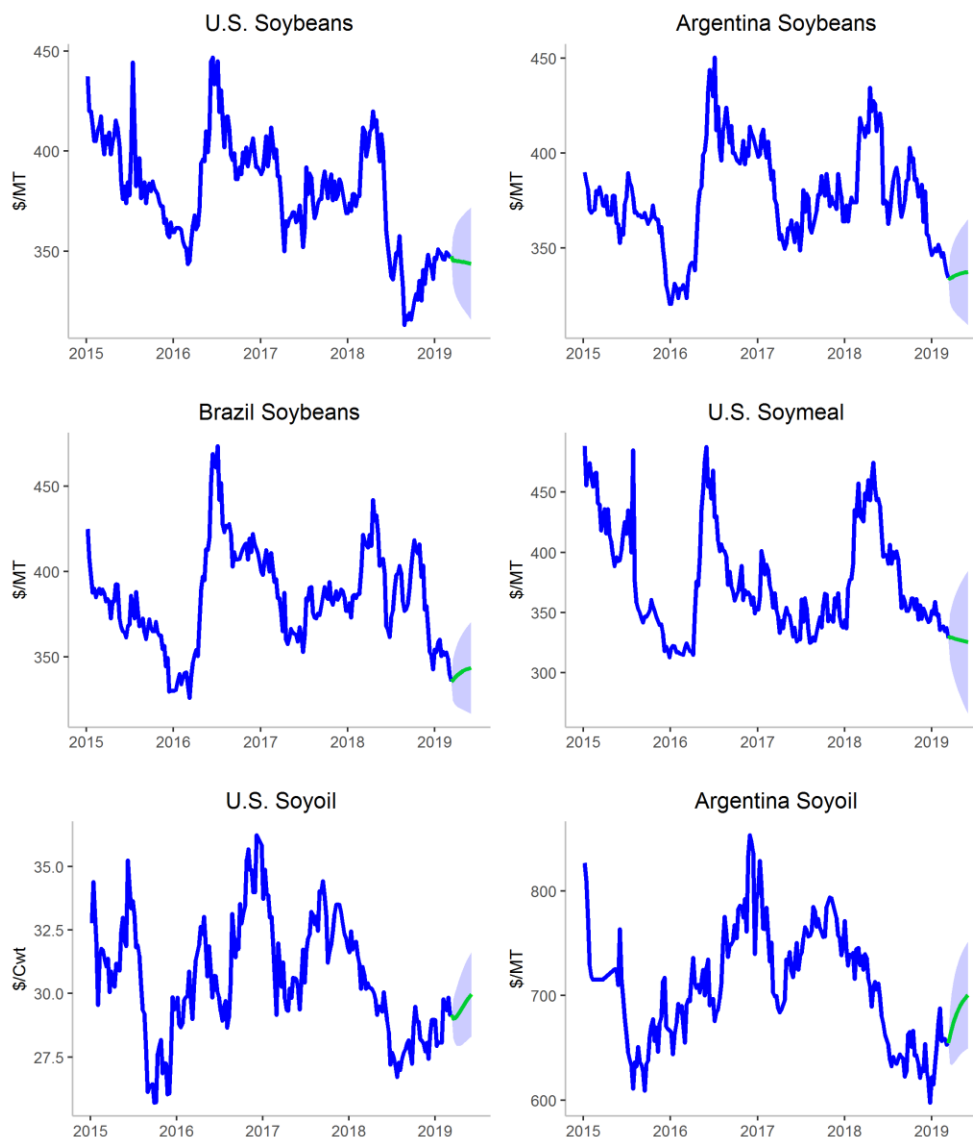 U.S. Soybeans
450
400
350
$/MT
2015 2016 2017 2018 2019
Argentina Soybeans
450
400
350
$/MT
2015 2016 2017 2018 2019
Brazil Soybeans
450
400
350
$/MT
2015 2016 2017 2018 2019
U.S. Soymeal
450
400
350
300
$/MT
2015 2016 2017 2018 2019
U.S. Soyoil
35.0
32.5
30.0
27.5
$/Cwt
2015 2016 2017 2018 2019
Argentina Soyoil
800
700
600
$/MT
2015 2016 2017 2018 2019